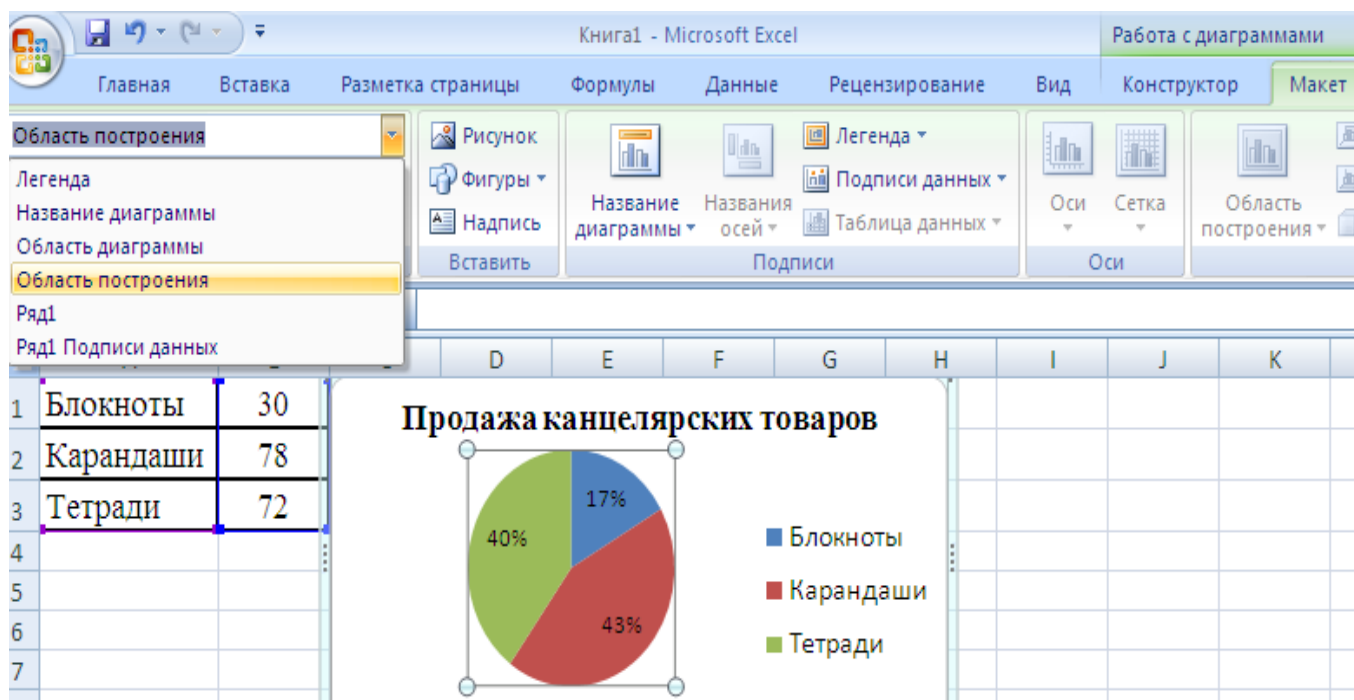 Книга1 - Microsoft Excel
Работа с диаграммами
Главная Вставка Разметка страницы Формулы Данные Рецензирование Вид Конструктор Макет
Область построения
Легенда
Название диаграммы
Область диаграммы
Область построения
Ряд1
Ряд1 Подписи данных
Рисунок
Фигуры
Надпись
Вставить
Название
диаграммы
Названия
осей
Легенда
Подписи данных
Таблица данных
Подписи
Оси
Сетка
Оси
Область
построения
D E F G H I J K
1 Блокноты 30
2 Карандаши 78
3 Тетради 72
4
5
6
7
Продажа канцелярских товаров
17%
40%
43%
Блокноты
Карандаши
Тетради